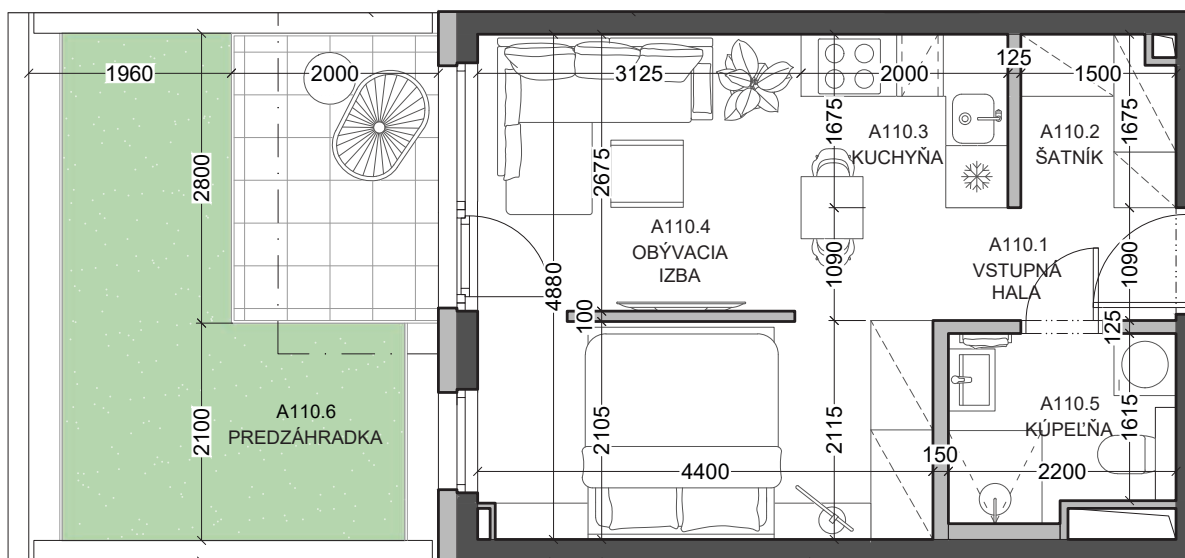 1960
2000
3125
2000
125
1500
2800
2675
1675
A110.3
KUCHYŇA
A110.2
ŠATNÍK
1675
A110.4
OBÝVACIA
IZBA
4880
1090
A110.1
VSTUPNÁ
HALA
1090
100
125
A110.6
PREDZÁHRADKA
2100
2105
2115
4400
150
A110.5
KÚPEĽŇA
1615
2200